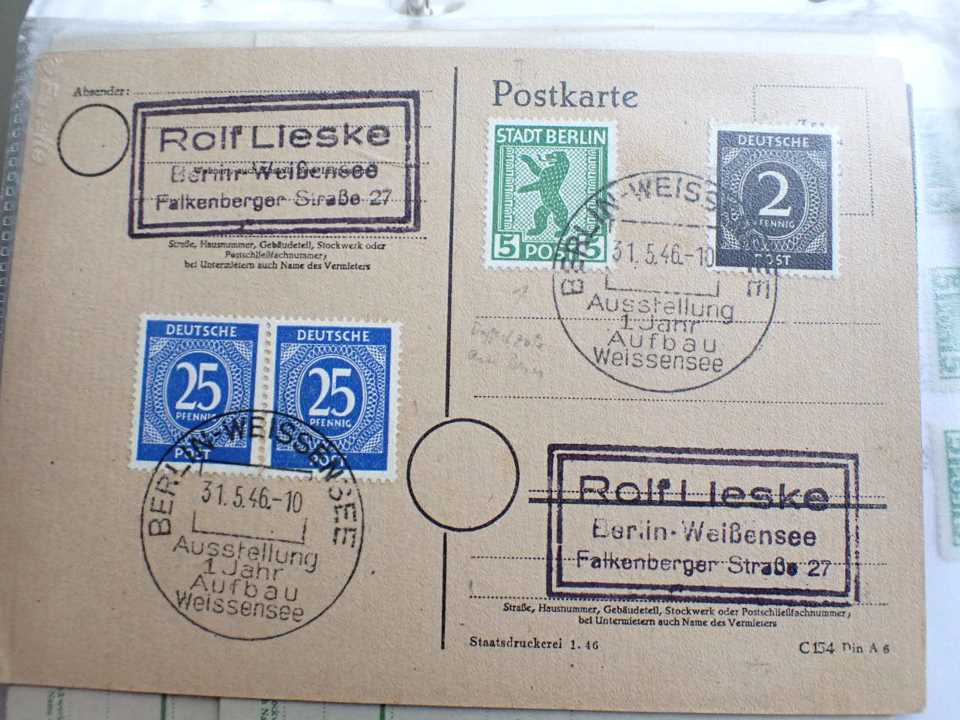 Absender:
Rolf Lieske
Berlin-Weißensee
Falkenberger Straße 27
Straße, Hausnummer, Gebäudeteil, Stockwerk oder
Postschließfachnummer;
bei Untermietern auch Name des Vermieters
Postkarte
STADT BERLIN
5 POST 5
DEUTSCHE
2
PFENNIG
POST
BERLIN-WEISSENSEE
31.5.46.-10
Ausstellung
1 Jahr
Aufbau
Weissensee
DEUTSCHE
25
PFENNIG
POST
DEUTSCHE
25
PFENNIG
POST
BERLIN-WEISSENSEE
31.5.46.-10
Ausstellung
1 Jahr
Aufbau
Weissensee
Rolf Lieske
Berlin-Weißensee
Falkenberger Straße 27
Straße, Hausnummer, Gebäudeteil, Stockwerk oder Postschließfachnummer,
bei Untermietern auch Name des Vermieters
Staatsdruckerei 1. 46
C 154 Din A 6